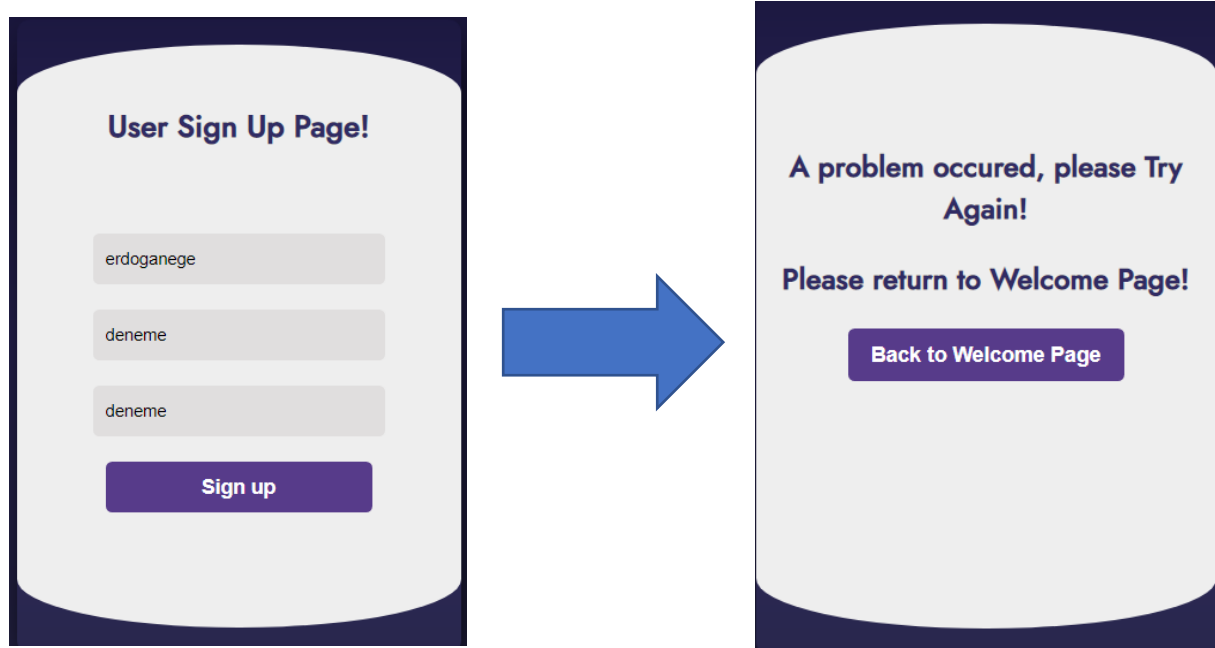 User Sign Up Page!
erdoganege
deneme
deneme
Sign up
A problem occured, please Try
Again!
Please return to Welcome Page!
Back to Welcome Page